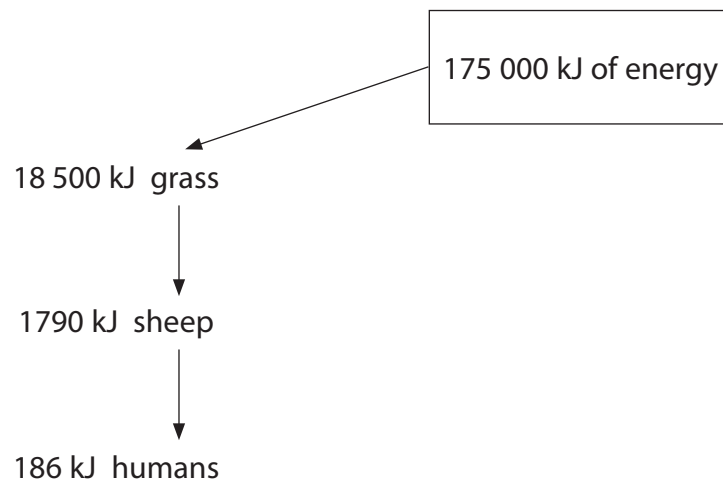 175 000 kJ of energy
18 500 kJ grass
1790 kJ sheep
186 kJ humans